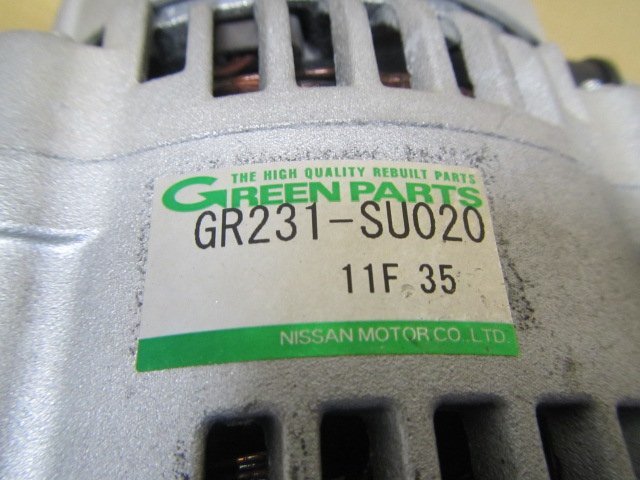 THE HIGH QUALITY REBUILT PARTS
GREEN PARTS
GR231-SU020
11F 35
NISSAN MOTOR CO.,LTD.